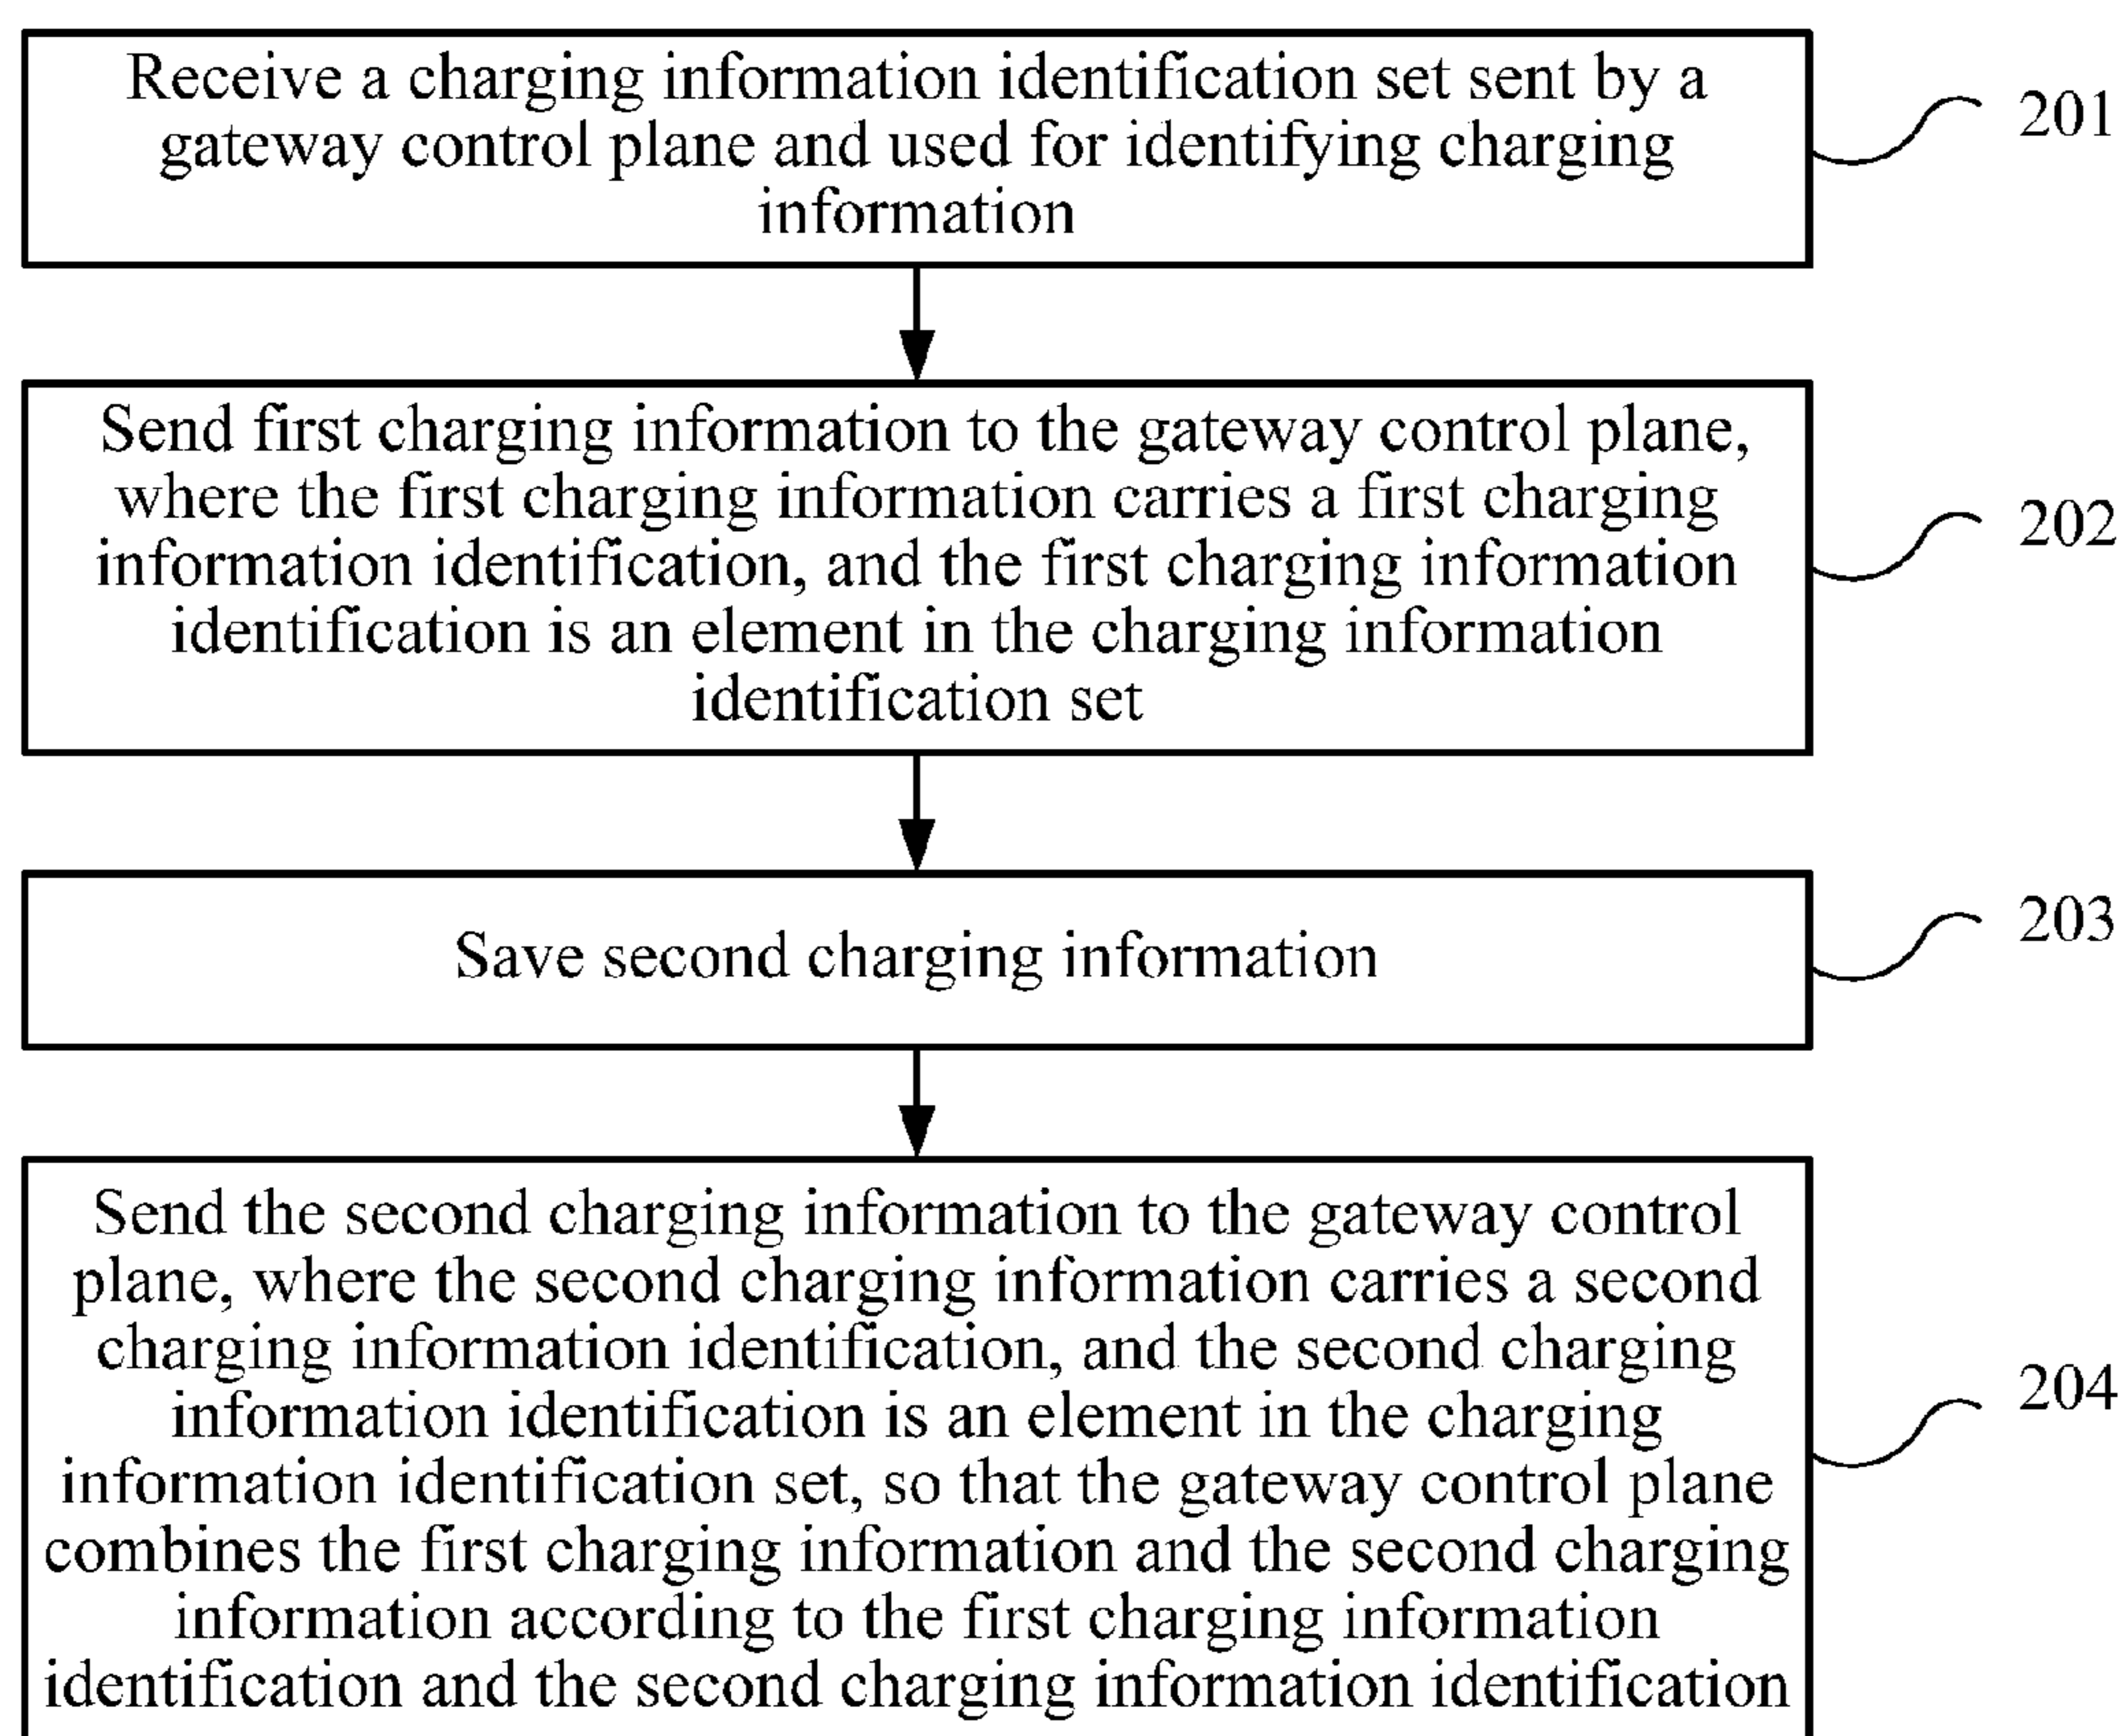 Receive a charging information identification set sent by a
gateway control plane and used for identifying charging
information
201
Send first charging information to the gateway control plane,
where the first charging information carries a first charging
information identification, and the first charging information
identification is an element in the charging information
identification set
202
Save second charging information
203
Send the second charging information to the gateway control
plane, where the second charging information carries a second
charging information identification, and the second charging
information identification is an element in the charging
information identification set, so that the gateway control plane
combines the first charging information and the second charging
information according to the first charging information
identification and the second charging information identification
204